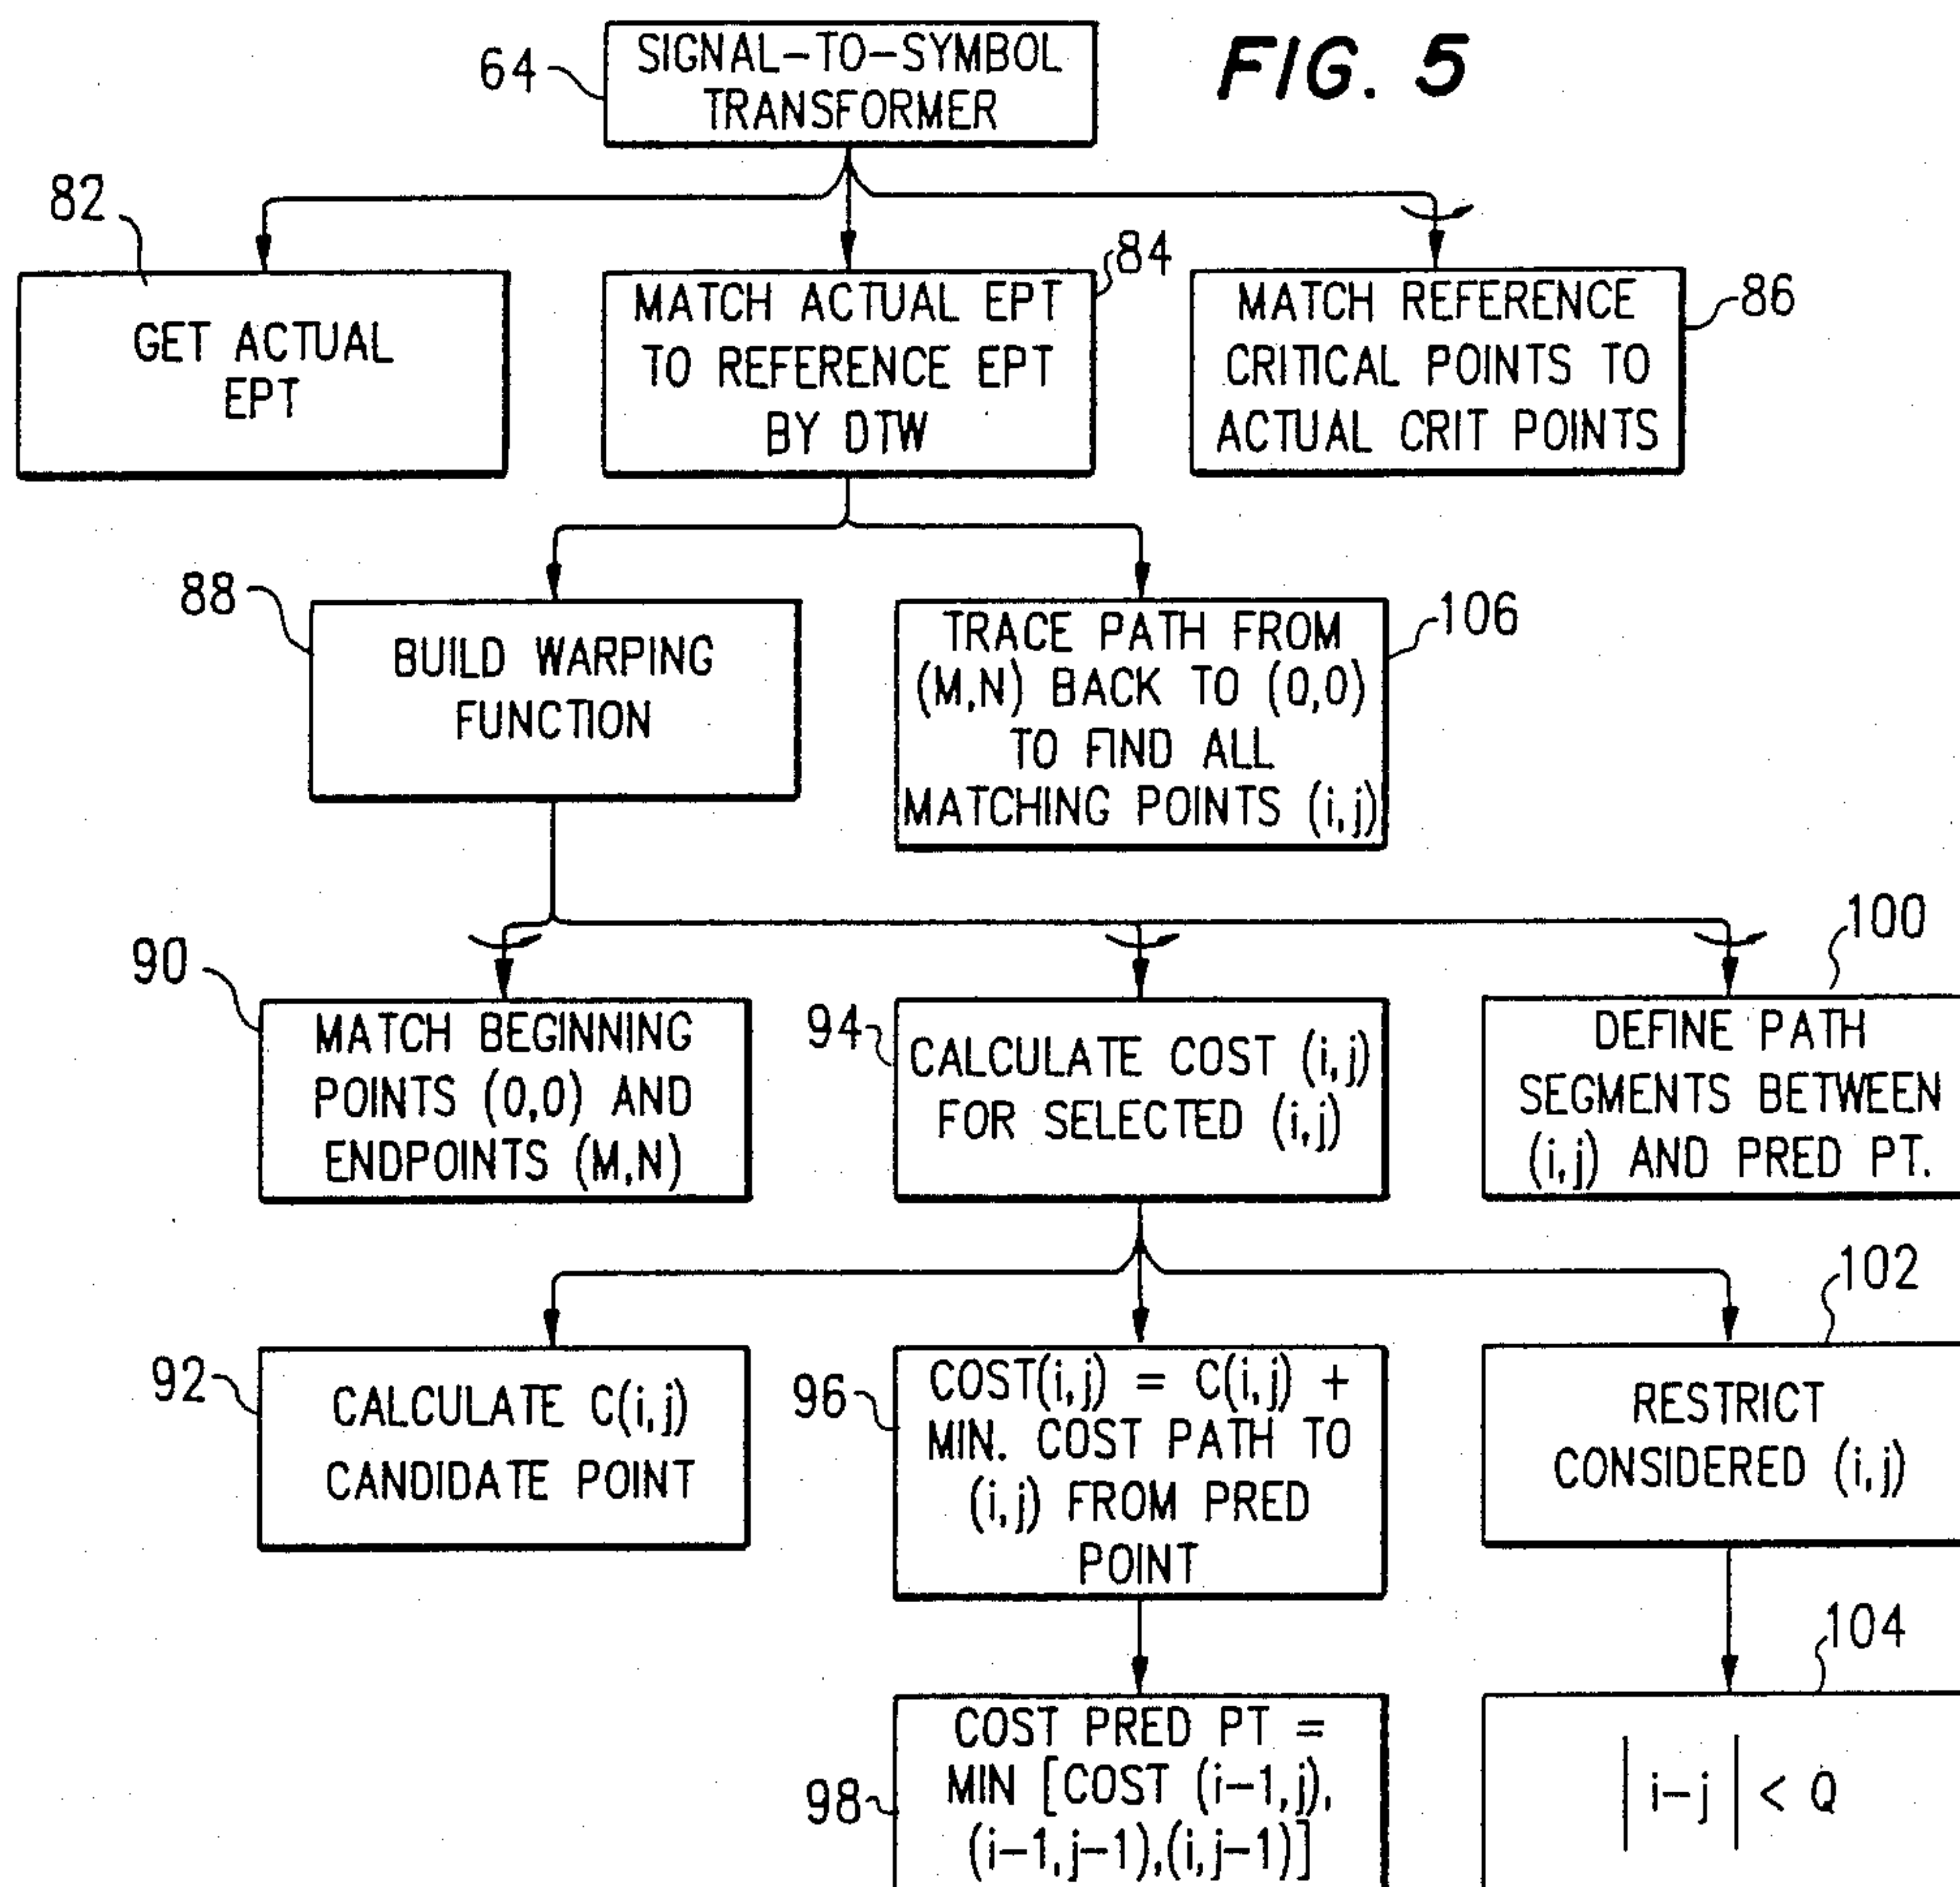 FIG. 5
64
SIGNAL-TO-SYMBOL
TRANSFORMER
82
GET ACTUAL
EPT
84
MATCH ACTUAL EPT
TO REFERENCE EPT
BY DTW
86
MATCH REFERENCE
CRITICAL POINTS TO
ACTUAL CRIT POINTS
88
BUILD WARPING
FUNCTION
106
TRACE PATH FROM
(M,N) BACK TO (0,0)
TO FIND ALL
MATCHING POINTS (i,j)
90
MATCH BEGINNING
POINTS (0,0) AND
ENDPOINTS (M,N)
94
CALCULATE COST (i,j)
FOR SELECTED (i,j)
100
DEFINE PATH
SEGMENTS BETWEEN
(i,j) AND PRED PT.
92
CALCULATE C(i,j)
CANDIDATE POINT
96
COST(i,j) = C(i,j) +
MIN. COST PATH TO
(i,j) FROM PRED
POINT
102
RESTRICT
CONSIDERED (i,j)
98
COST PRED PT =
MIN [COST (i-1,j),
(i-1,j-1),(i,j-1)]
104
|i-j| < Q